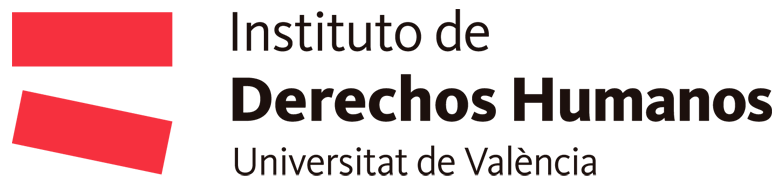 Instituto de
Derechos Humanos
Universitat de València